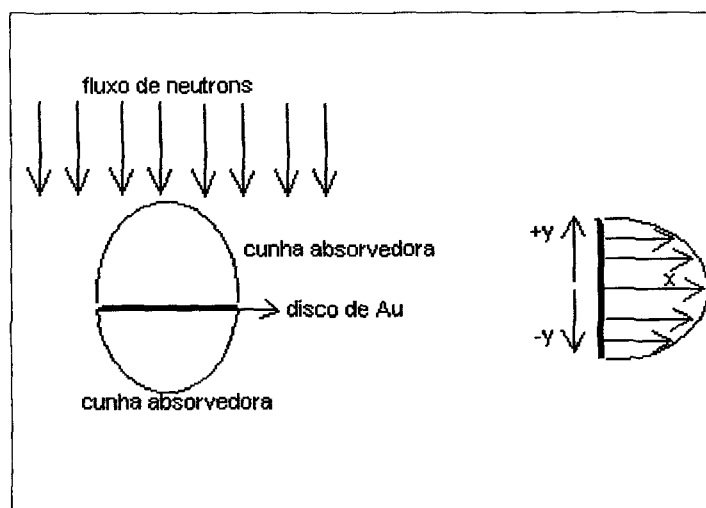 fluxo de neutrons
cunha absorvedora
disco de Au
cunha absorvedora
+y
x
-y